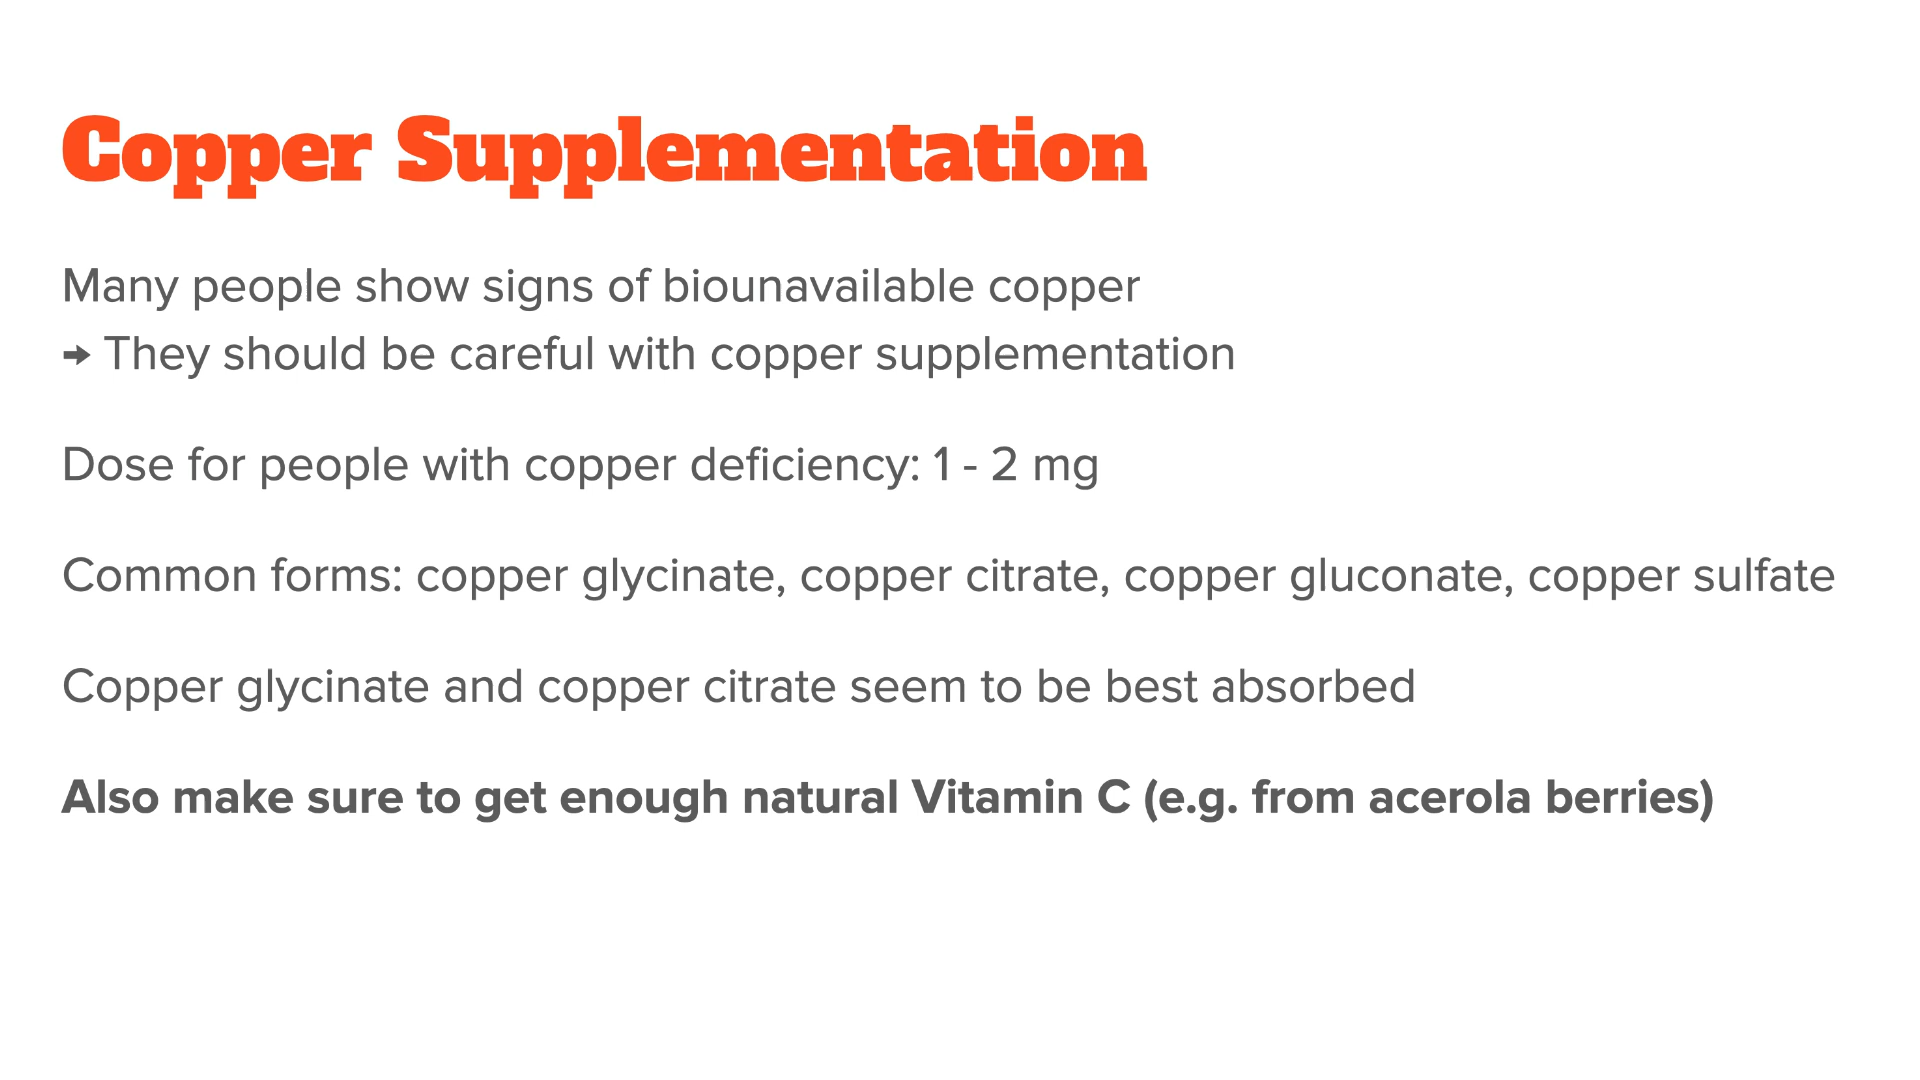 Copper Supplementation
Many people show signs of biounavailable copper
➜ They should be careful with copper supplementation
Dose for people with copper deficiency: 1 - 2 mg
Common forms: copper glycinate, copper citrate, copper gluconate, copper sulfate
Copper glycinate and copper citrate seem to be best absorbed
Also make sure to get enough natural Vitamin C (e.g. from acerola berries)